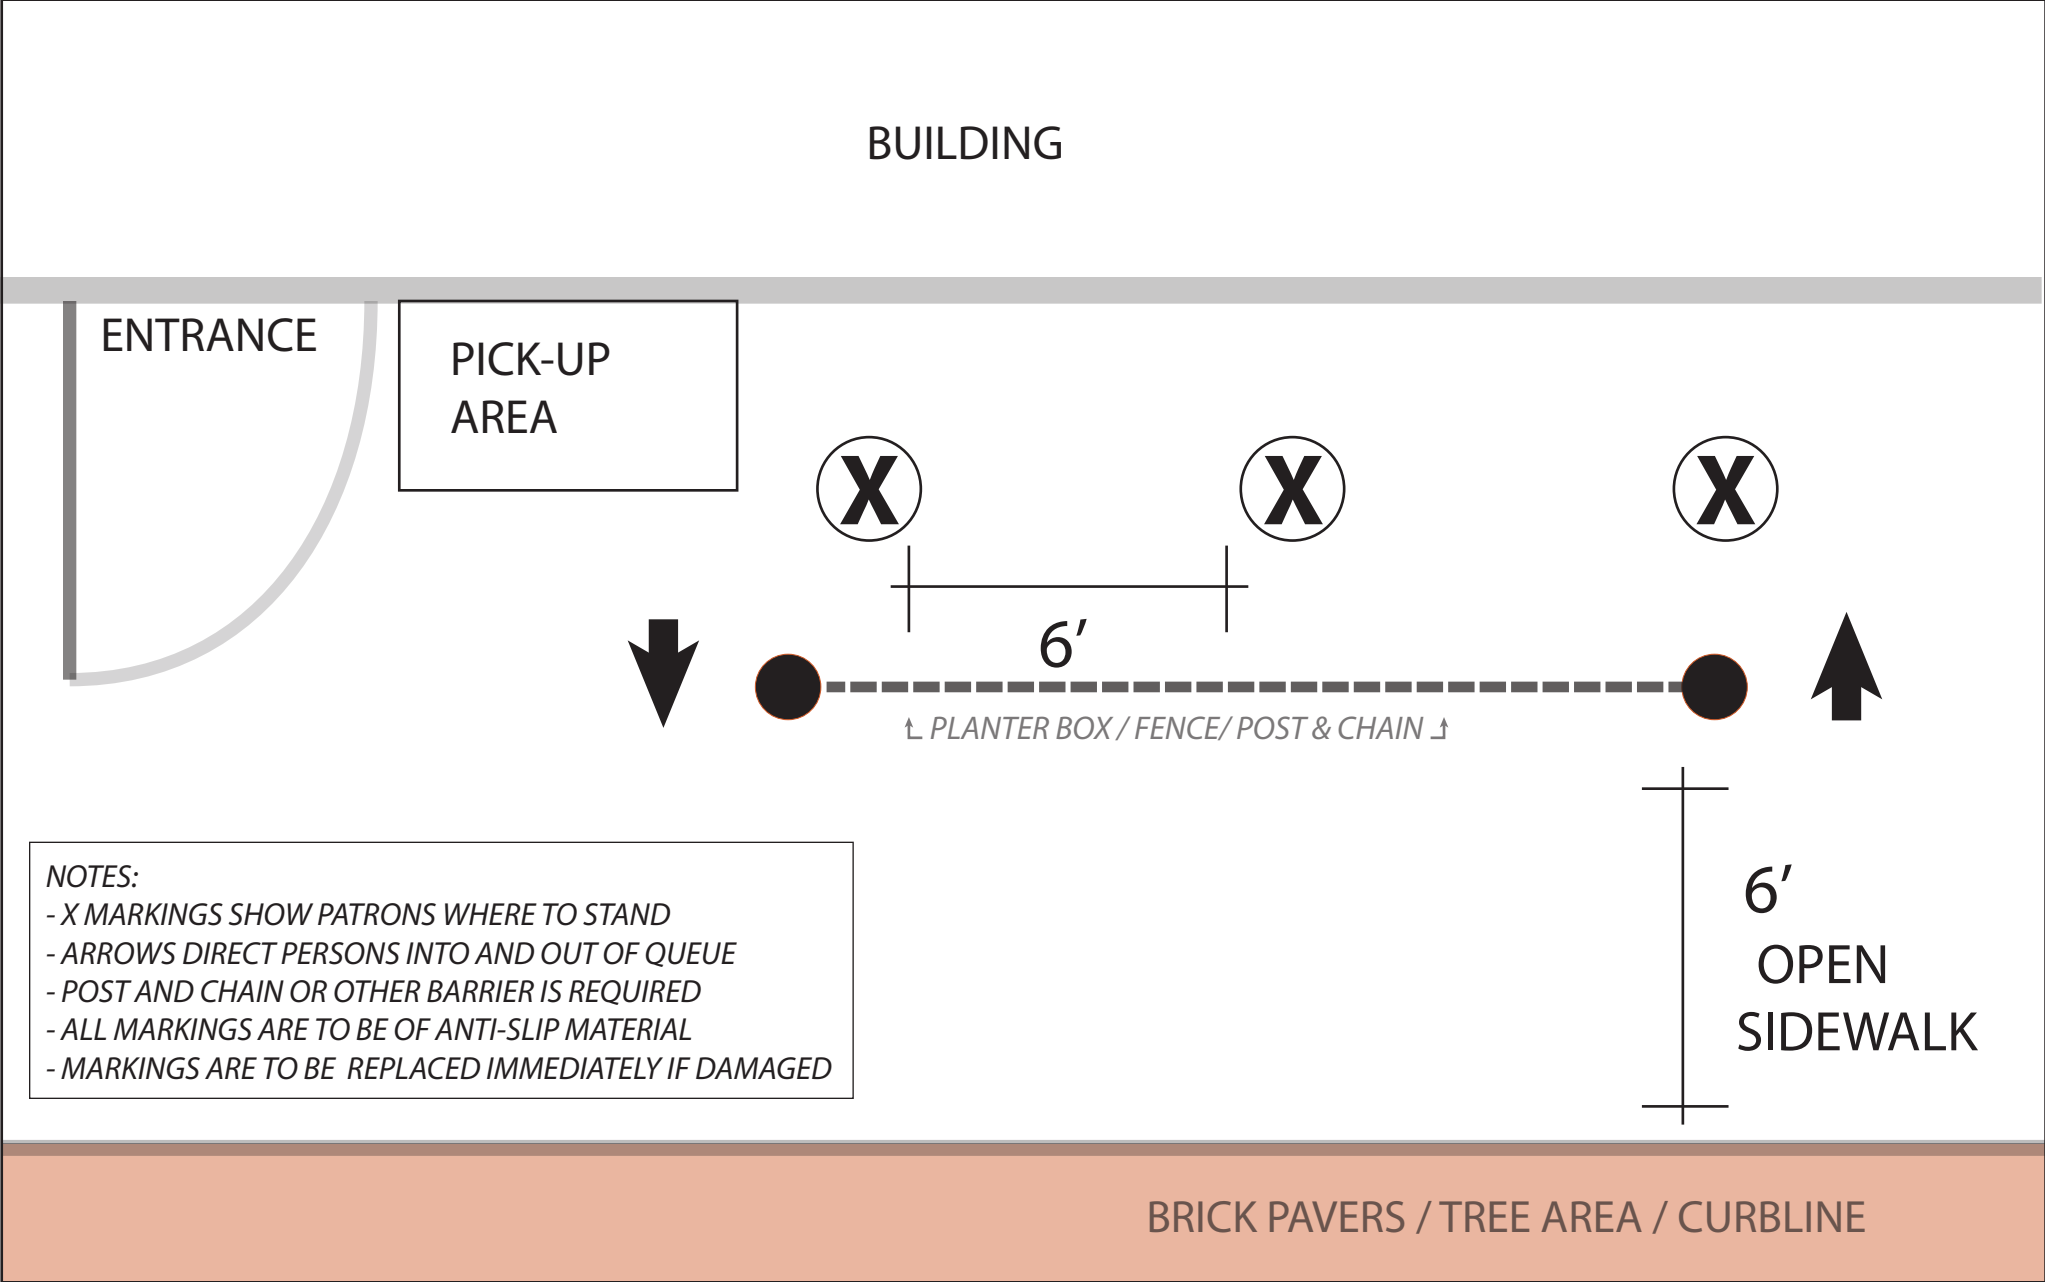 BUILDING
ENTRANCE
PICK-UP
AREA
X X X
6’
PLANTER BOX / FENCE/ POST & CHAIN
NOTES:
- X MARKINGS SHOW PATRONS WHERE TO STAND
- ARROWS DIRECT PERSONS INTO AND OUT OF QUEUE
- POST AND CHAIN OR OTHER BARRIER IS REQUIRED
- ALL MARKINGS ARE TO BE OF ANTI-SLIP MATERIAL
- MARKINGS ARE TO BE  REPLACED IMMEDIATELY IF DAMAGED
6’
OPEN
SIDEWALK
BRICK PAVERS / TREE AREA / CURBLINE